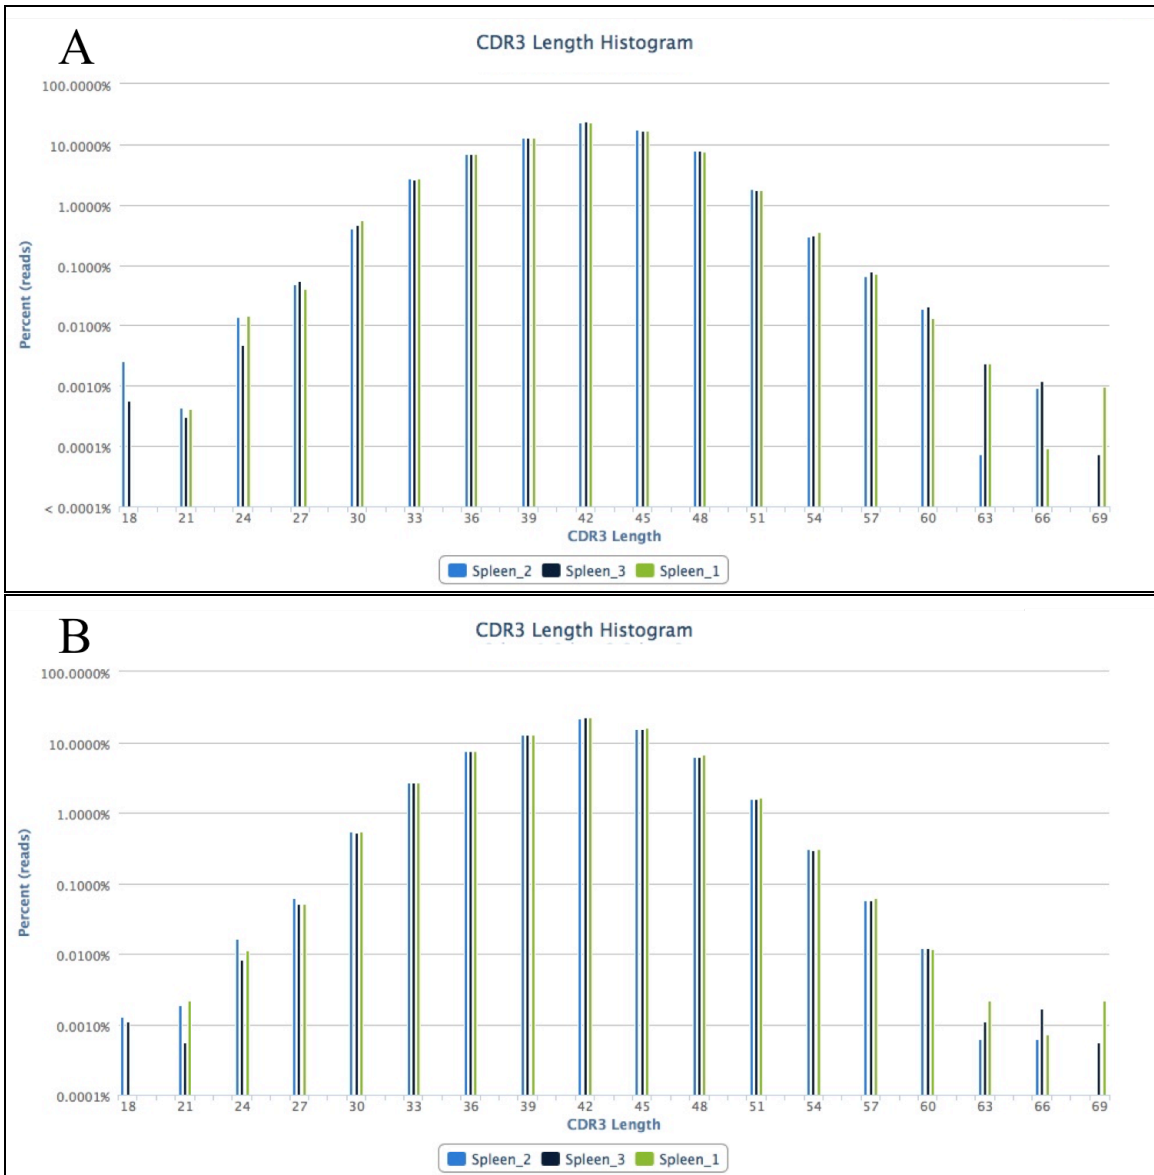 A
CDR3 Length Histogram
100.0000%
10.0000%
1.0000%
0.1000%
0.0100%
0.0010%
0.0001%
< 0.0001%
Percent (reads)
18 21 24 27 30 33 36 39 42 45 48 51 54 57 60 63 66 69
CDR3 Length
Spleen_2 Spleen_3 Spleen_1
B
CDR3 Length Histogram
100.0000%
10.0000%
1.0000%
0.1000%
0.0100%
0.0010%
0.0001%
Percent (reads)
18 21 24 27 30 33 36 39 42 45 48 51 54 57 60 63 66 69
CDR3 Length
Spleen_2 Spleen_3 Spleen_1